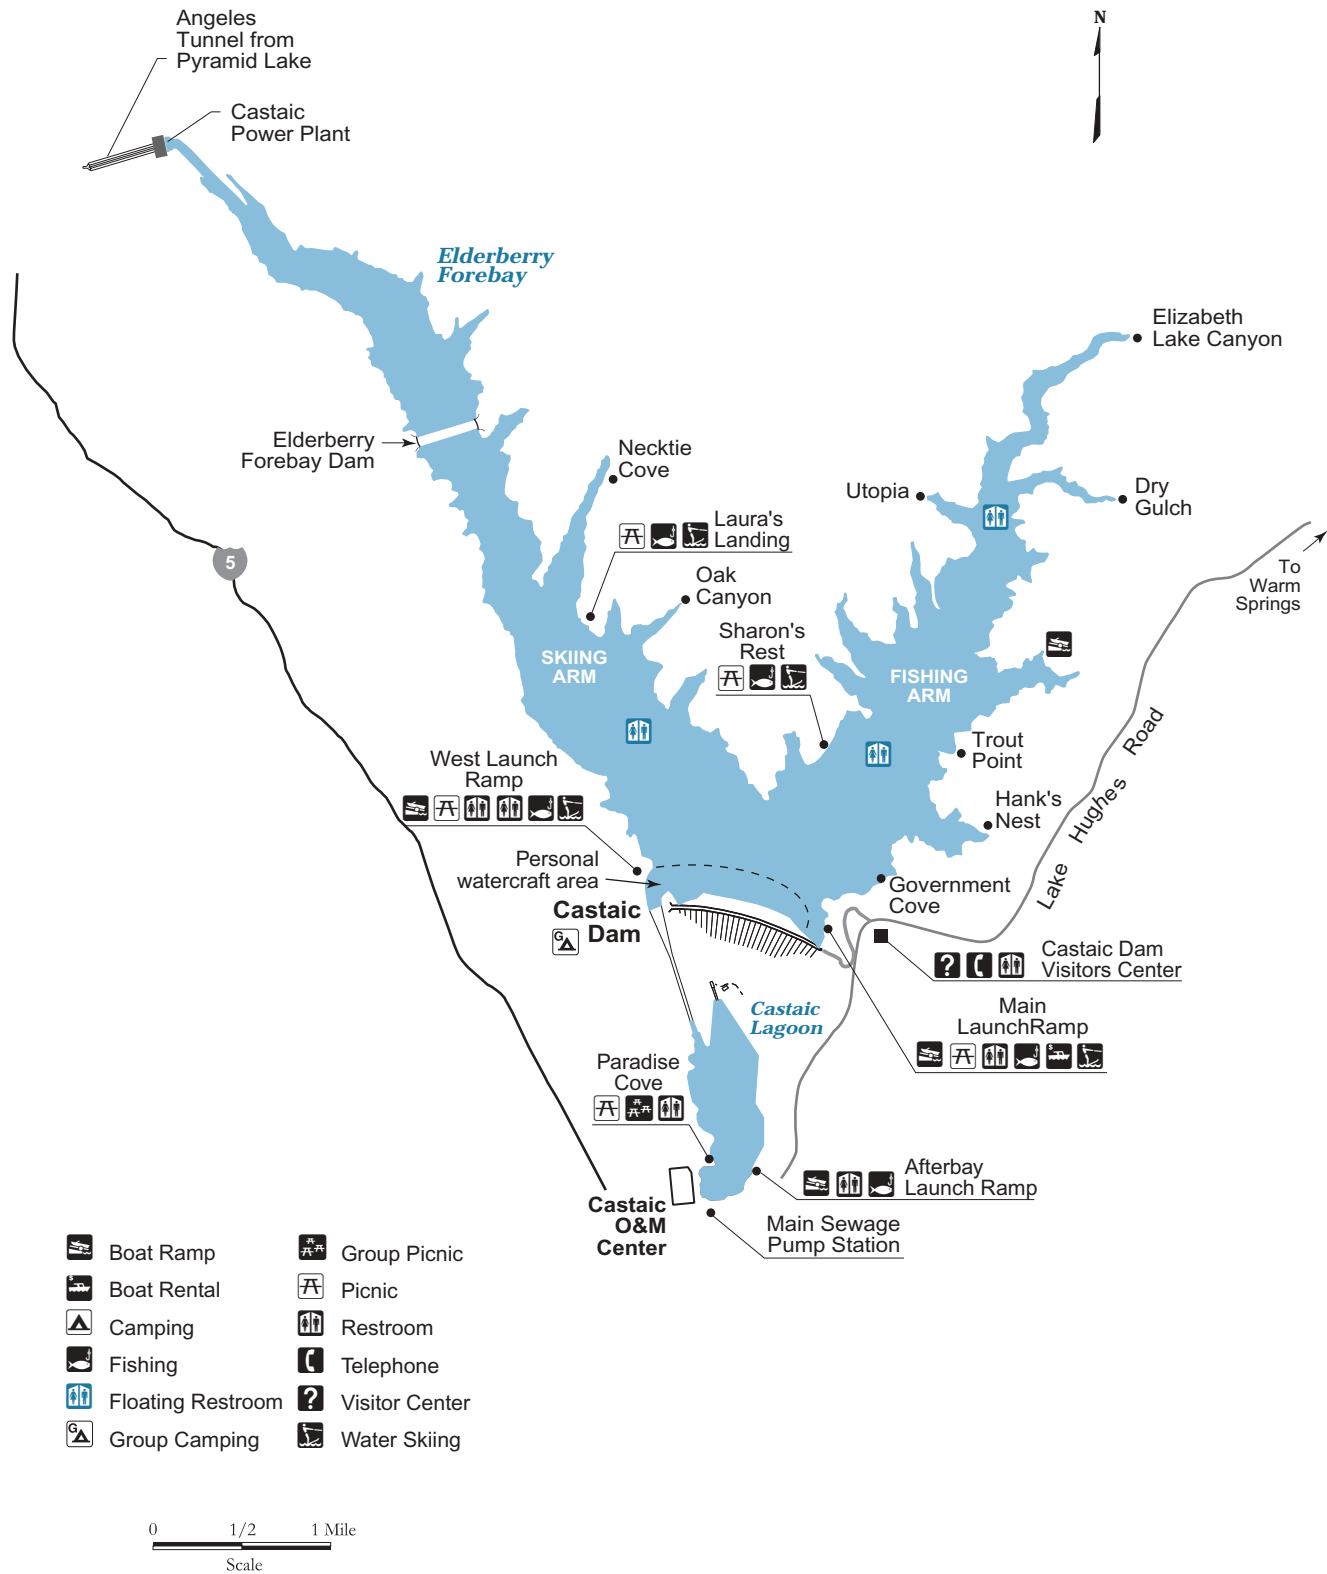 Angeles
Tunnel from
Pyramid Lake
N
Castaic
Power Plant
Elderberry
Forebay
Elizabeth
Lake Canyon
Elderberry
Forebay Dam
Necktie
Cove
Utopia
Dry
Gulch
Laura's
Landing
5
To
Warm
Springs
Oak
Canyon
Sharon's
Rest
SKIING
ARM
FISHING
ARM
Trout
Point
West Launch
Ramp
Hank's
Nest
Lake Hughes Road
Personal
watercraft area
Government
Cove
Castaic
Dam
G
Castaic Dam
Visitors Center
?
Castaic
Lagoon
Main
LaunchRamp
$
Paradise
Cove
Afterbay
Launch Ramp
Castaic
O&M
Center
Main Sewage
Pump Station
Boat Ramp
$ Boat Rental
Camping
Fishing
Floating Restroom
G Group Camping
Group Picnic
Picnic
Restroom
Telephone
? Visitor Center
Water Skiing
0 1/2 1 Mile
Scale